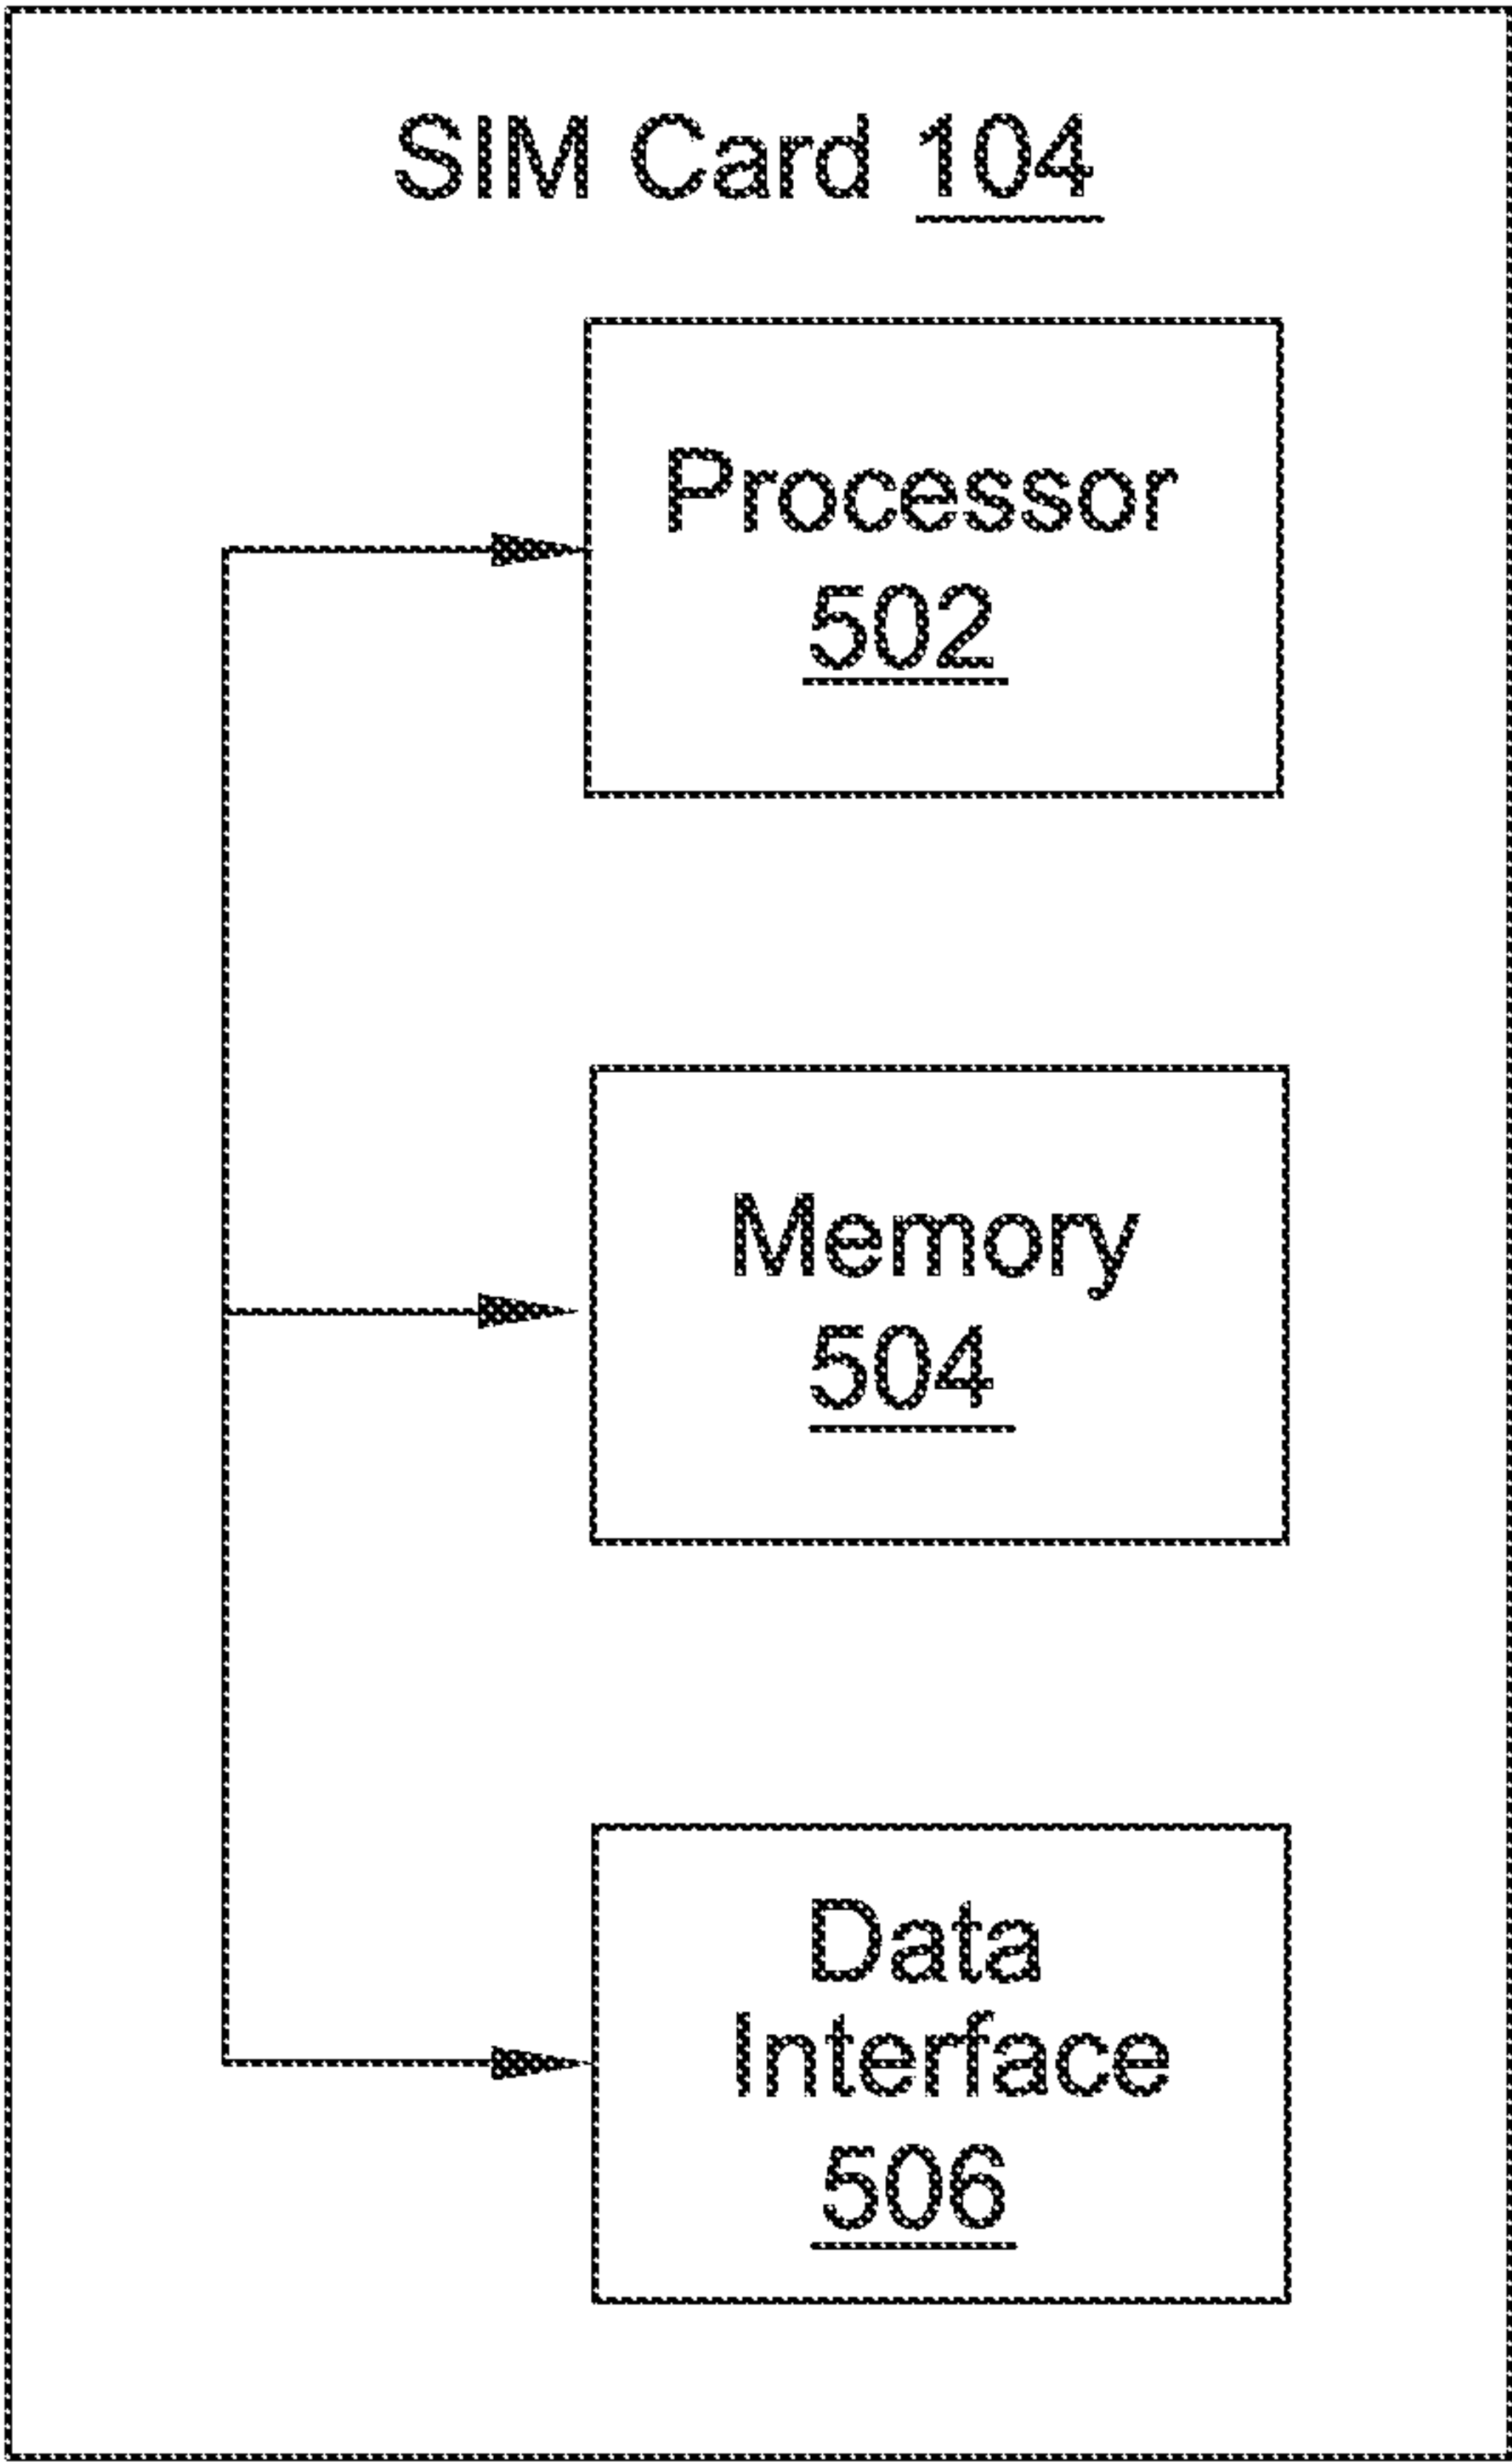 SIM Card 104
Processor
502
Memory
504
Data
Interface
506